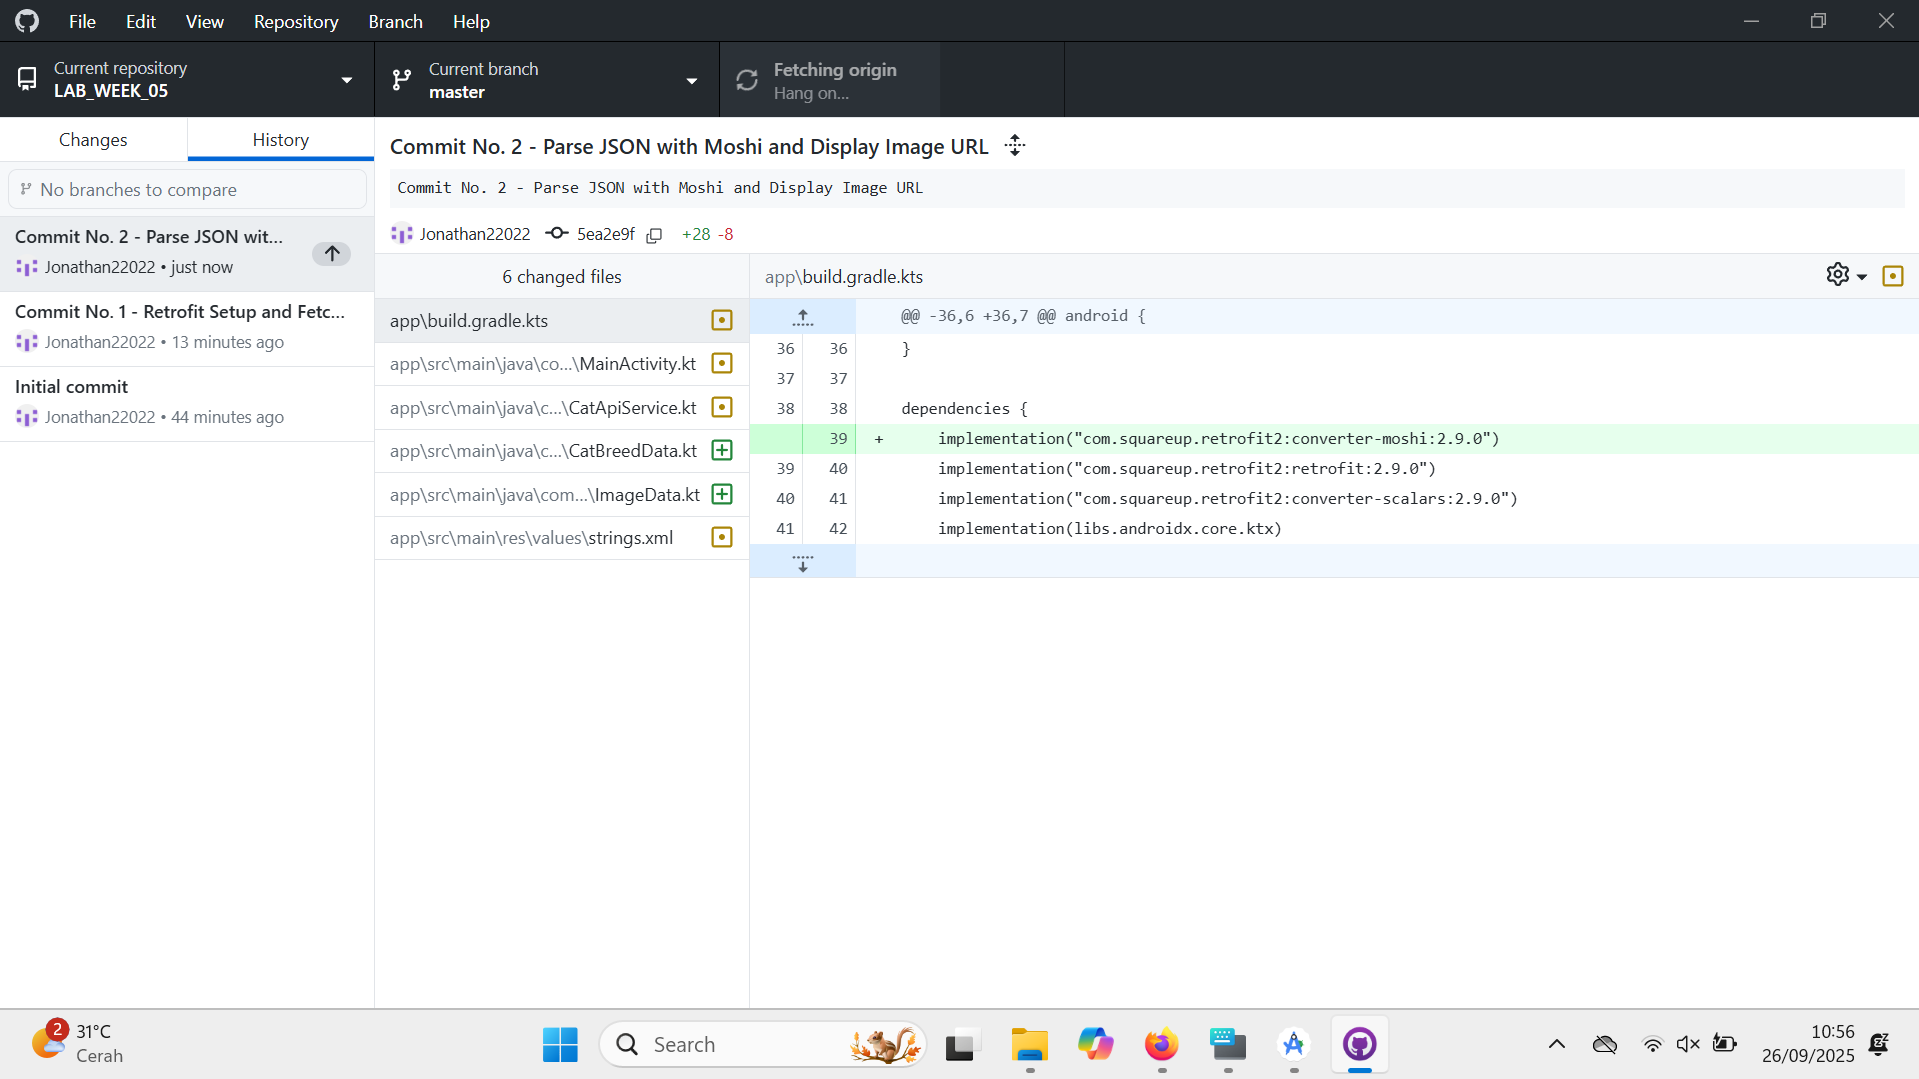 File Edit View Repository Branch Help
Current repository
LAB_WEEK_05
Current branch
master
Fetching origin
Hang on...
Changes
History
No branches to compare
Commit No. 2 - Parse JSON wit...
Jonathan22022 • just now
Commit No. 1 - Retrofit Setup and Fetc...
Jonathan22022 • 13 minutes ago
Initial commit
Jonathan22022 • 44 minutes ago
Commit No. 2 - Parse JSON with Moshi and Display Image URL
Commit No. 2 - Parse JSON with Moshi and Display Image URL
Jonathan22022 5ea2e9f +28 -8
6 changed files
app\build.gradle.kts
app\src\main\java\co...\MainActivity.kt
app\src\main\java\c...\CatApiService.kt
app\src\main\java\c...\CatBreedData.kt
app\src\main\java\com...\ImageData.kt
app\src\main\res\values\strings.xml
app\build.gradle.kts
@@ -36,6 +36,7 @@ android {
36 36 }
37 37
38 38 dependencies {
39 + implementation("com.squareup.retrofit2:converter-moshi:2.9.0")
39 40 implementation("com.squareup.retrofit2:retrofit:2.9.0")
40 41 implementation("com.squareup.retrofit2:converter-scalars:2.9.0")
41 42 implementation(libs.androidx.core.ktx)
2
31°C
Cerah
Search
10:56
26/09/2025